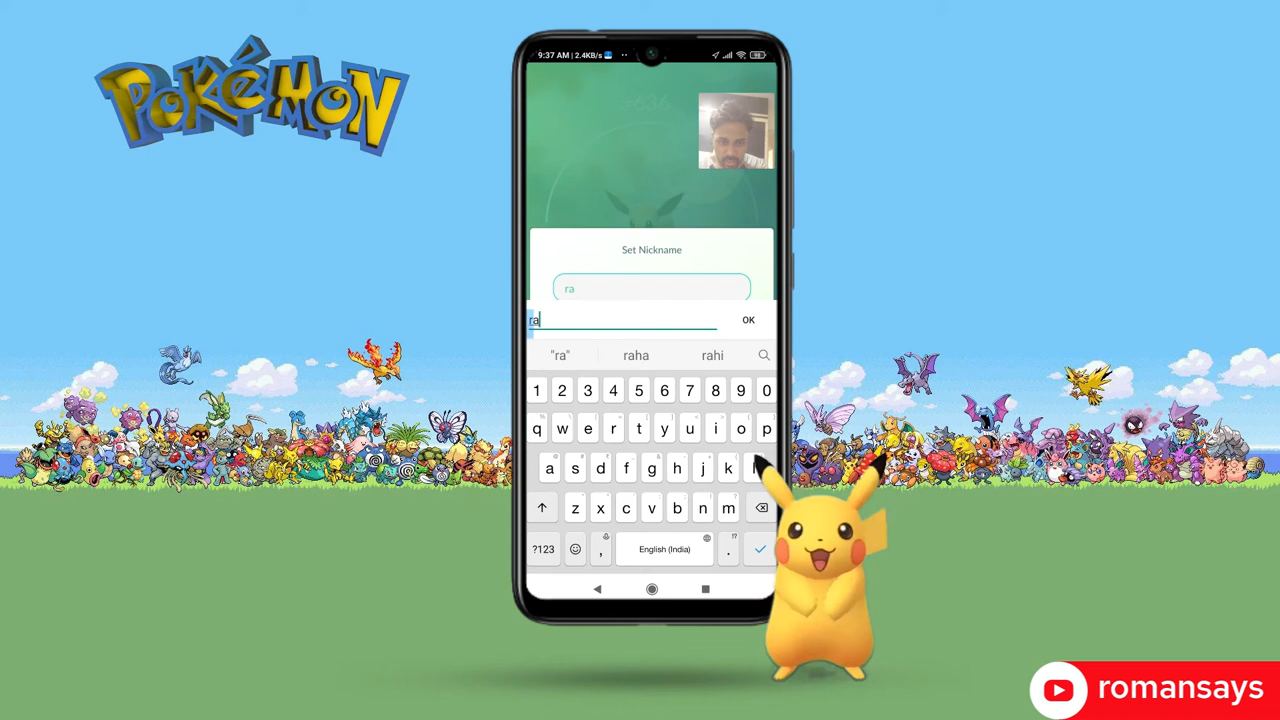 POKÉMON
9:37 AM | 2.4KB/s
Set Nickname
ra
ra
OK
"ra" raha rahi
1 2 3 4 5 6 7 8 9 0
q w e r t y u i o p
a s d f g h j k
z x c v b n m
?123 , English (India) . !?
romansays